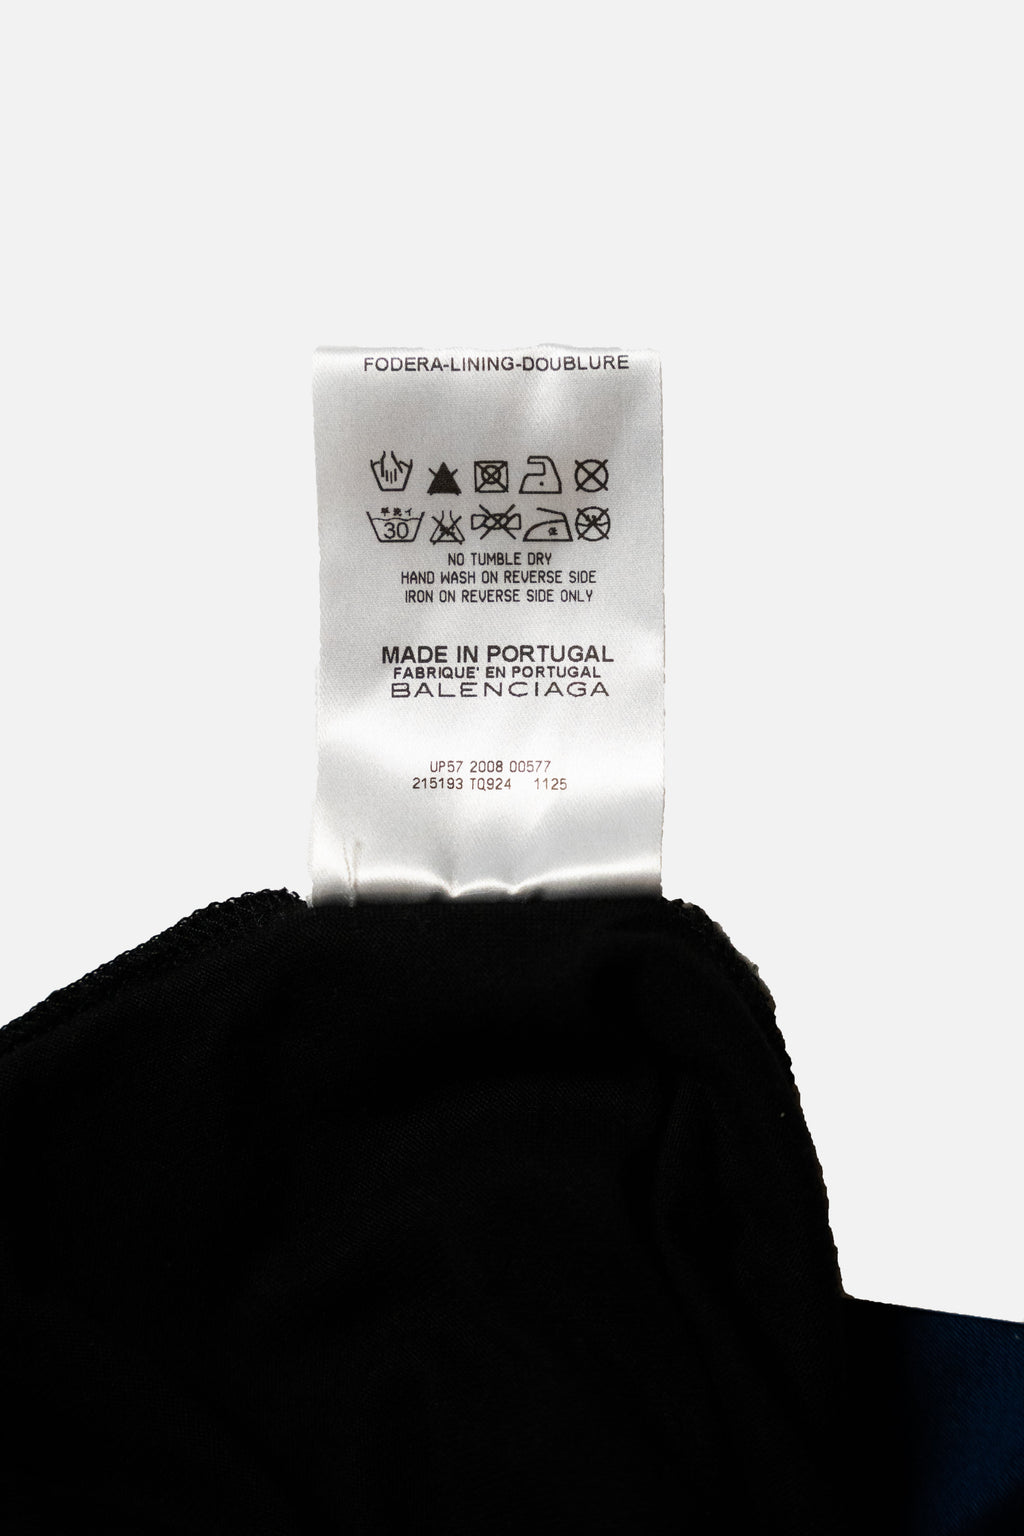 FODERA-LINING-DOUBLURE
30
NO TUMBLE DRY
HAND WASH ON REVERSE SIDE
IRON ON REVERSE SIDE ONLY
MADE IN PORTUGAL
FABRIQUE' EN PORTUGAL
BALENCIAGA
UP57 2008 00577
215193 TQ924 1125